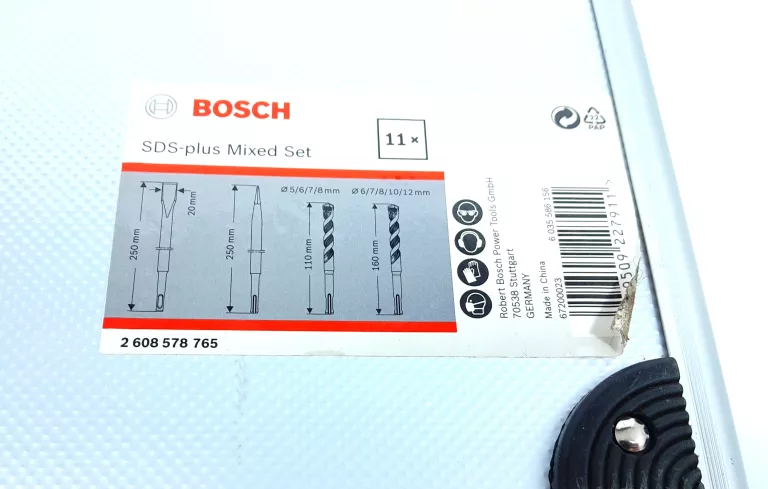 BOSCH
SDS-plus Mixed Set
11 ×
22
PAP
20 mm
250 mm
250 mm
Ø 5/6/7/8 mm
110 mm
Ø 6/7/8/10/12 mm
160 mm
Robert Bosch Power Tools GmbH
70538 Stuttgart
GERMANY
6 035 588 156
Made in China
67200023
2 608 578 765